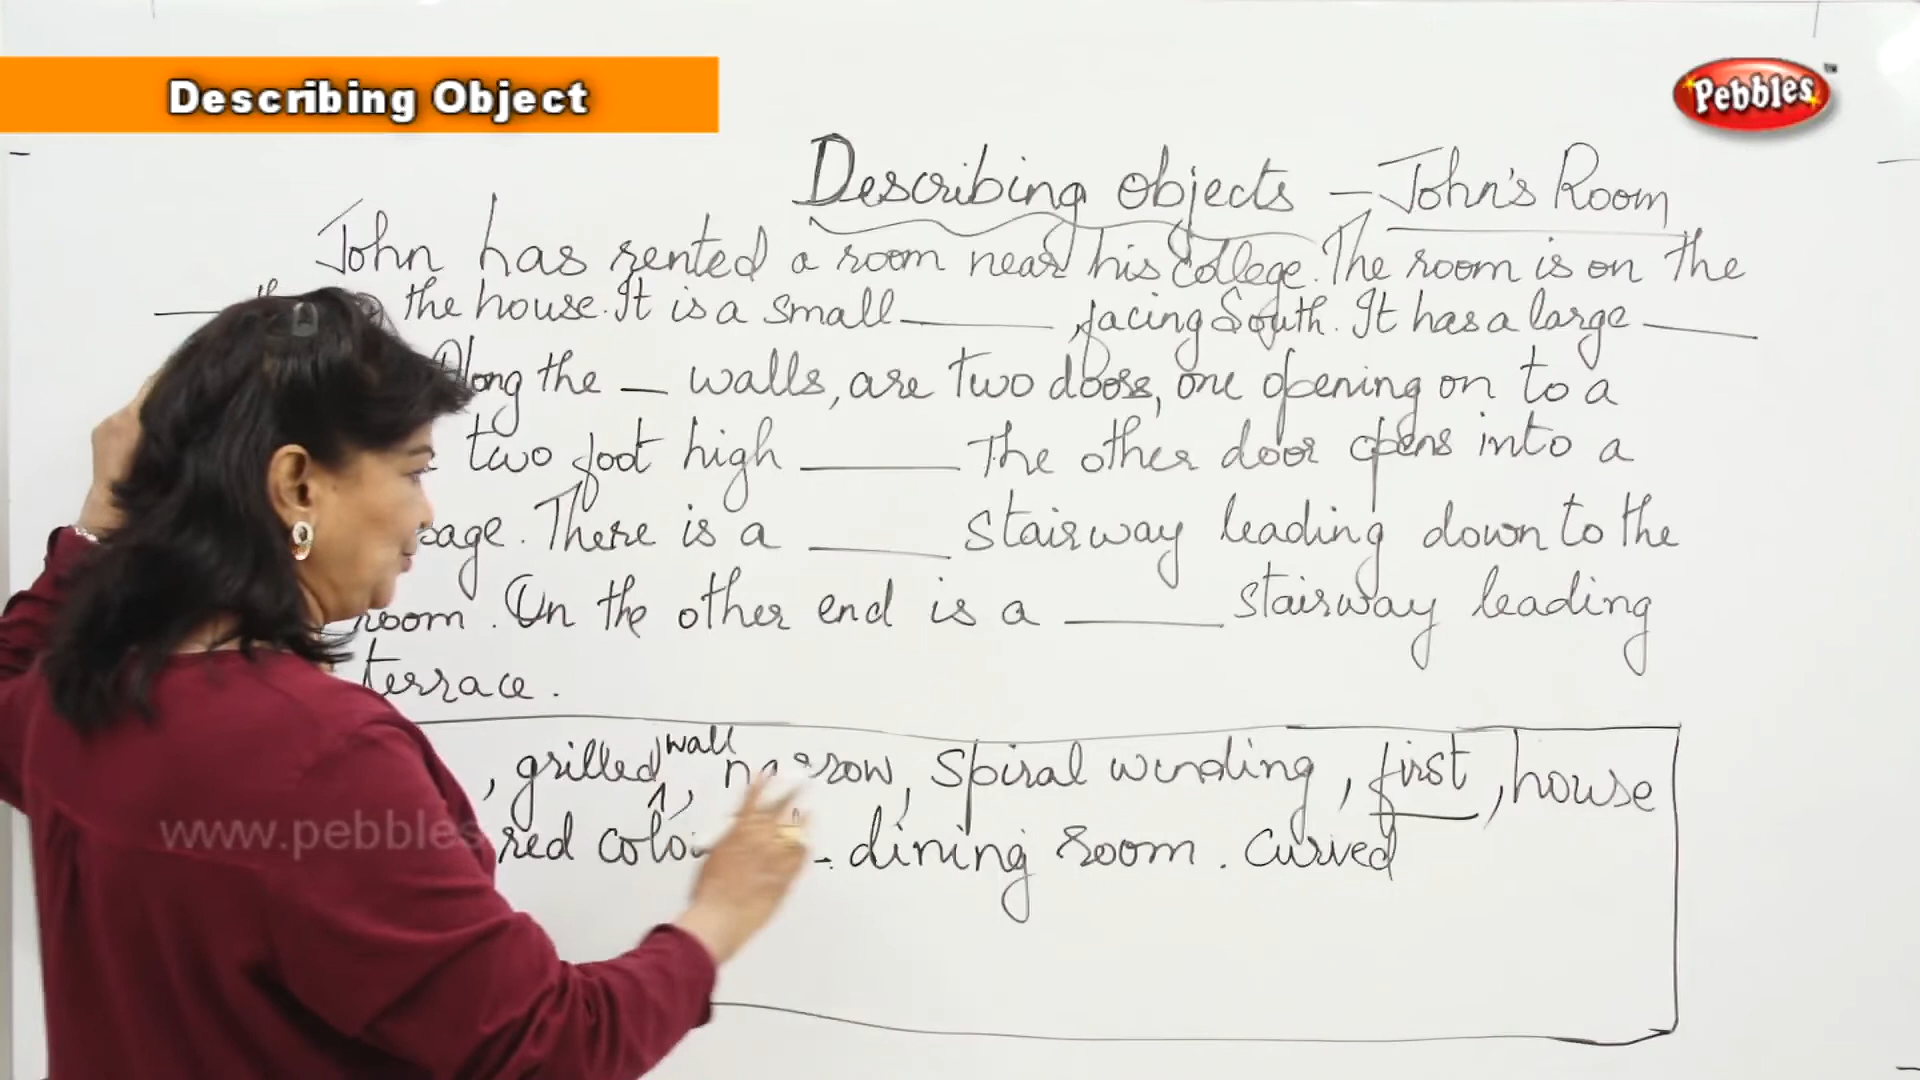 Describing Object
Pebbles
Describing objects - John's Room
John has rented a room near his college. The room is on the
the house. It is a small ______ , facing South. It has a large ______
Along the __ walls, are two doors, one opening on to a
two foot high ______ The other door opens into a
There is a ______ stairway leading down to the
room. On the other end is a ______ stairway leading
terrace.
wall
, grilled, narrow, spiral winding, first, house
red dining room. curved
www.pebbles